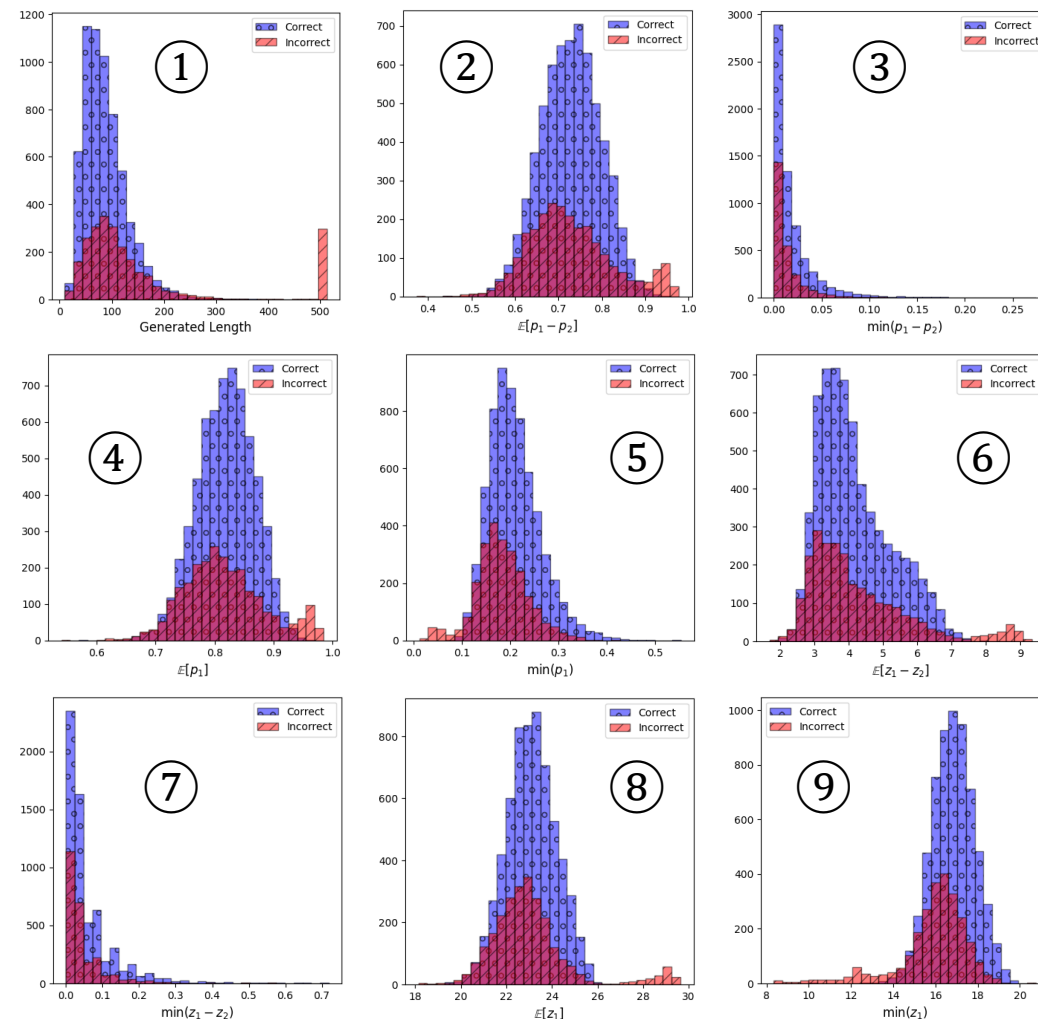 1200
1000
800
600
400
200
0
Correct
Incorrect
①
0 100 200 300 400 500
Generated Length
700
600
500
400
300
200
100
0
Correct
Incorrect
②
0.4 0.5 0.6 0.7 0.8 0.9 1.0
𝔼[p₁ − p₂]
3000
2500
2000
1500
1000
500
0
Correct
Incorrect
③
0.00 0.05 0.10 0.15 0.20 0.25
min(p₁ − p₂)
700
600
500
400
300
200
100
0
Correct
Incorrect
④
0.6 0.7 0.8 0.9 1.0
𝔼[p₁]
800
600
400
200
0
Correct
Incorrect
⑤
0.0 0.1 0.2 0.3 0.4 0.5
min(p₁)
700
600
500
400
300
200
100
0
Correct
Incorrect
⑥
2 3 4 5 6 7 8 9
𝔼[z₁ − z₂]
2000
1500
1000
500
0
Correct
Incorrect
⑦
0.0 0.1 0.2 0.3 0.4 0.5 0.6 0.7
min(z₁ − z₂)
800
600
400
200
0
Correct
Incorrect
⑧
18 20 22 24 26 28 30
𝔼[z₁]
1000
800
600
400
200
0
Correct
Incorrect
⑨
8 10 12 14 16 18 20
min(z₁)